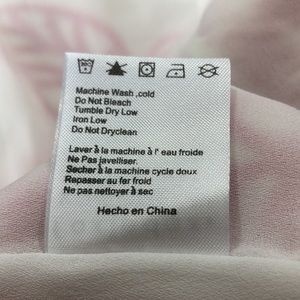 Machine Wash ,cold
Do Not Bleach
Tumble Dry Low
Iron Low
Do Not Dryclean
Laver à la machine à l' eau froide
Ne Pas javelliser.
Secher à la machine cycle doux
Repasser au fer froid
Ne pas nettoyer à sec
Hecho en China